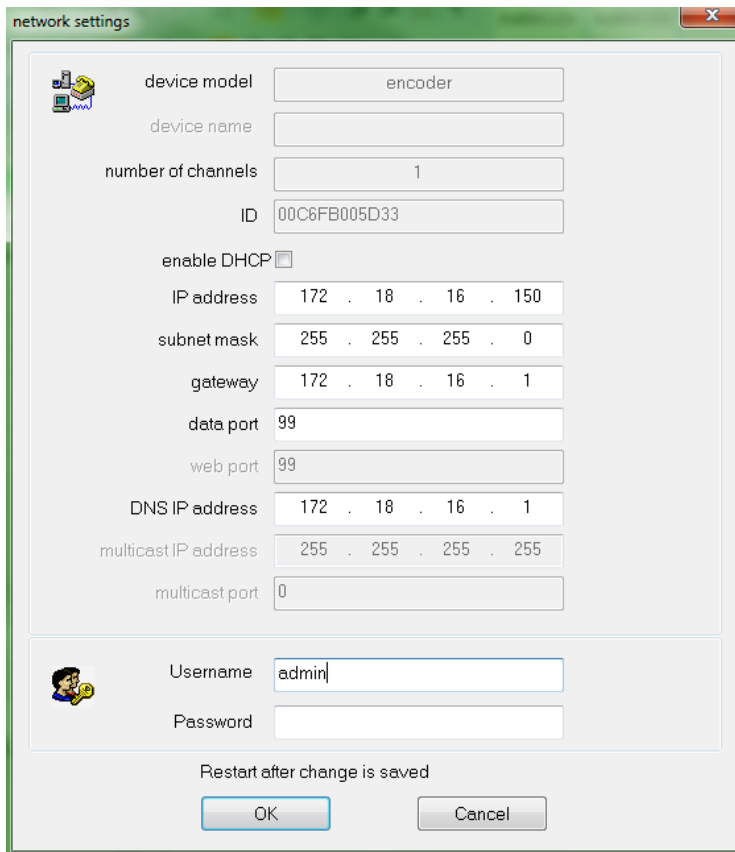 network settings
device model encoder
device name
number of channels 1
ID 00C6FB005D33
enable DHCP
IP address 172 . 18 . 16 . 150
subnet mask 255 . 255 . 255 . 0
gateway 172 . 18 . 16 . 1
data port 99
web port 99
DNS IP address 172 . 18 . 16 . 1
multicast IP address 255 . 255 . 255 . 255
multicast port 0
Username admin
Password
Restart after change is saved
OK Cancel